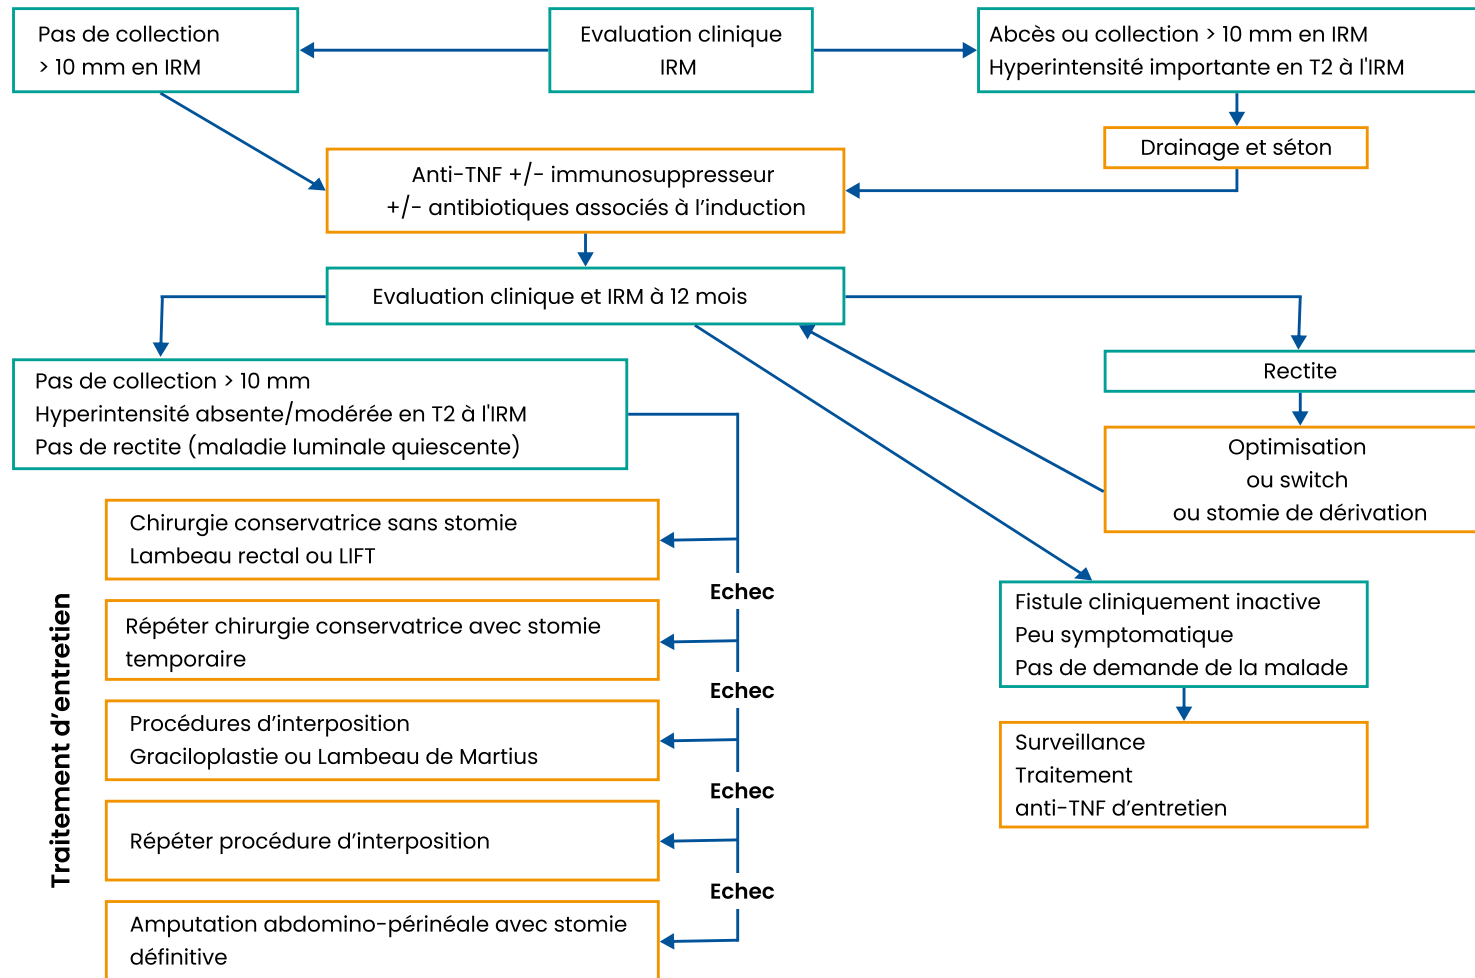 Pas de collection
> 10 mm en IRM
Evaluation clinique
IRM
Abcès ou collection > 10 mm en IRM
Hyperintensité importante en T2 à l'IRM
Drainage et séton
Anti-TNF +/- immunosuppresseur
+/- antibiotiques associés à l’induction
Evaluation clinique et IRM à 12 mois
Pas de collection > 10 mm
Hyperintensité absente/modérée en T2 à l'IRM
Pas de rectite (maladie luminale quiescente)
Rectite
Optimisation
ou switch
ou stomie de dérivation
Traitement d’entretien
Chirurgie conservatrice sans stomie
Lambeau rectal ou LIFT
Echec
Répéter chirurgie conservatrice avec stomie
temporaire
Echec
Procédures d’interposition
Graciloplastie ou Lambeau de Martius
Echec
Répéter procédure d’interposition
Echec
Amputation abdomino-périnéale avec stomie
définitive
Fistule cliniquement inactive
Peu symptomatique
Pas de demande de la malade
Surveillance
Traitement
anti-TNF d’entretien